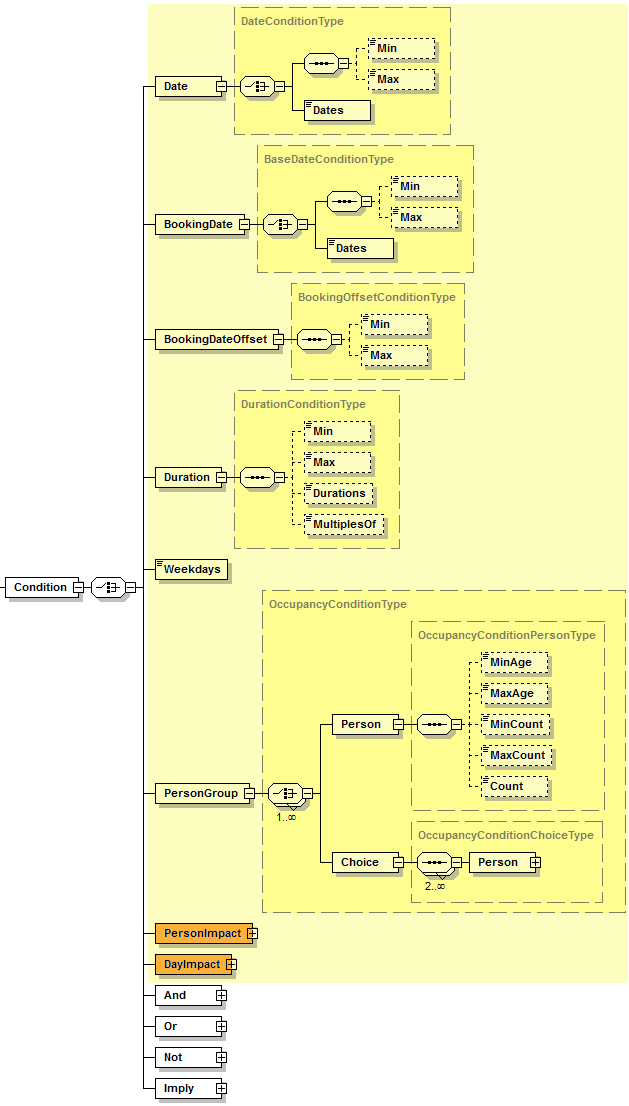 DateConditionType
Min
Date
Max
Dates
BaseDateConditionType
Min
BookingDate
Max
Dates
BookingOffsetConditionType
Min
BookingDateOffset
Max
DurationConditionType
Min
Max
Duration
Durations
MultiplesOf
Weekdays
Condition
OccupancyConditionType
OccupancyConditionPersonType
MinAge
MaxAge
Person
MinCount
MaxCount
Count
PersonGroup
1..∞
OccupancyConditionChoiceType
Choice
Person
2..∞
PersonImpact
DayImpact
And
Or
Not
Imply